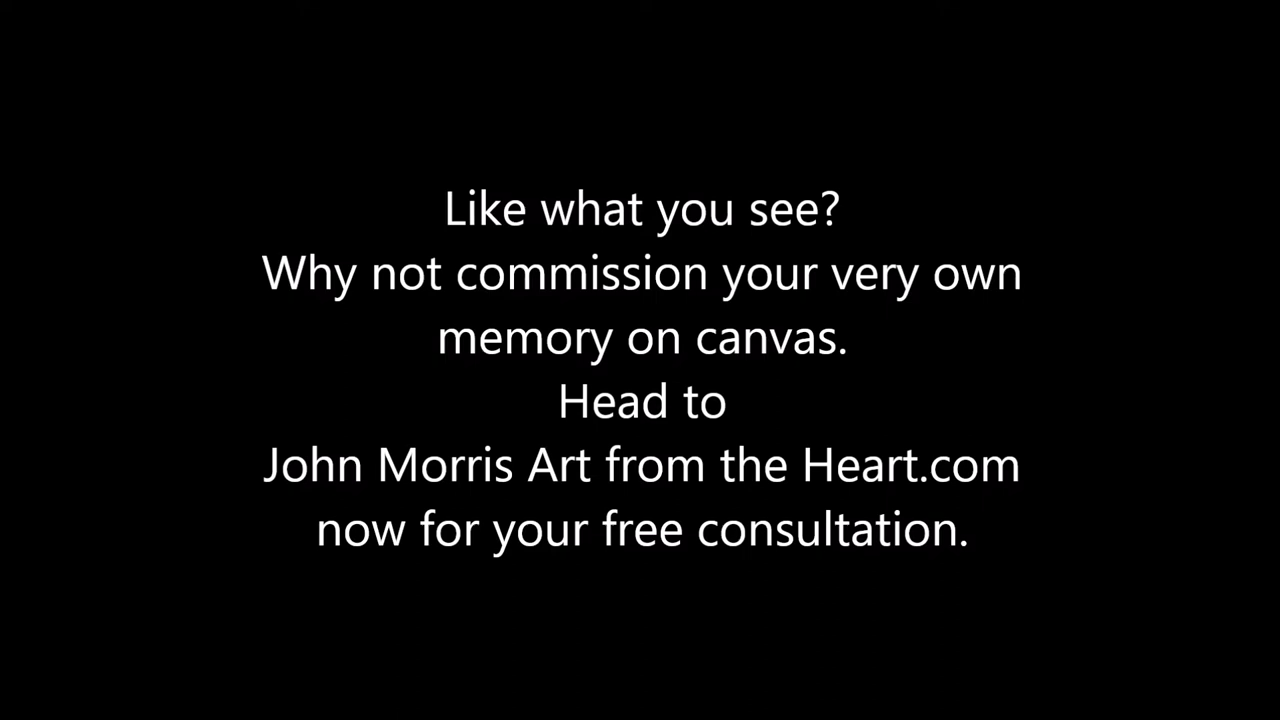 Like what you see?
Why not commission your very own
memory on canvas.
Head to
John Morris Art from the Heart.com
now for your free consultation.